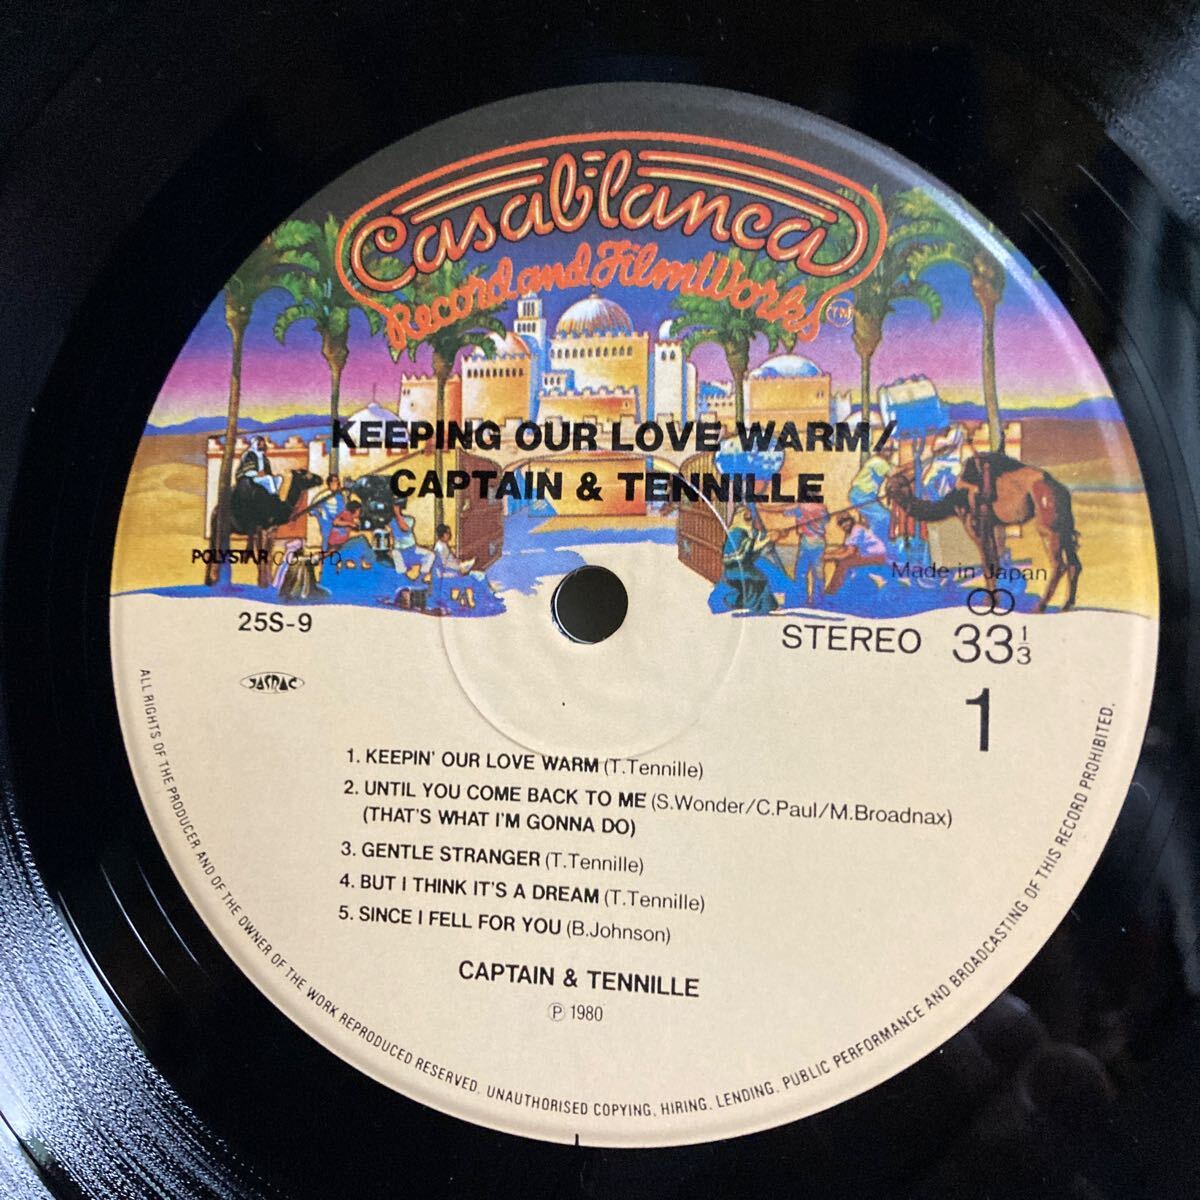 Casablanca
Record and FilmWorks
TM
KEEPING OUR LOVE WARM/
CAPTAIN & TENNILLE
POLYSTAR CO., LTD.
Made in Japan
25S-9
STEREO 33 1/3
JASRAC
1
1. KEEPIN' OUR LOVE WARM (T.Tennille)
2. UNTIL YOU COME BACK TO ME (S.Wonder/C.Paul/M.Broadnax)
(THAT'S WHAT I'M GONNA DO)
3. GENTLE STRANGER (T.Tennille)
4. BUT I THINK IT'S A DREAM (T.Tennille)
5. SINCE I FELL FOR YOU (B.Johnson)
CAPTAIN & TENNILLE
℗ 1980
ALL RIGHTS OF THE PRODUCER AND OF THE OWNER OF THE WORK REPRODUCED RESERVED. UNAUTHORISED COPYING, HIRING, LENDING, PUBLIC PERFORMANCE AND BROADCASTING OF THIS RECORD PROHIBITED.